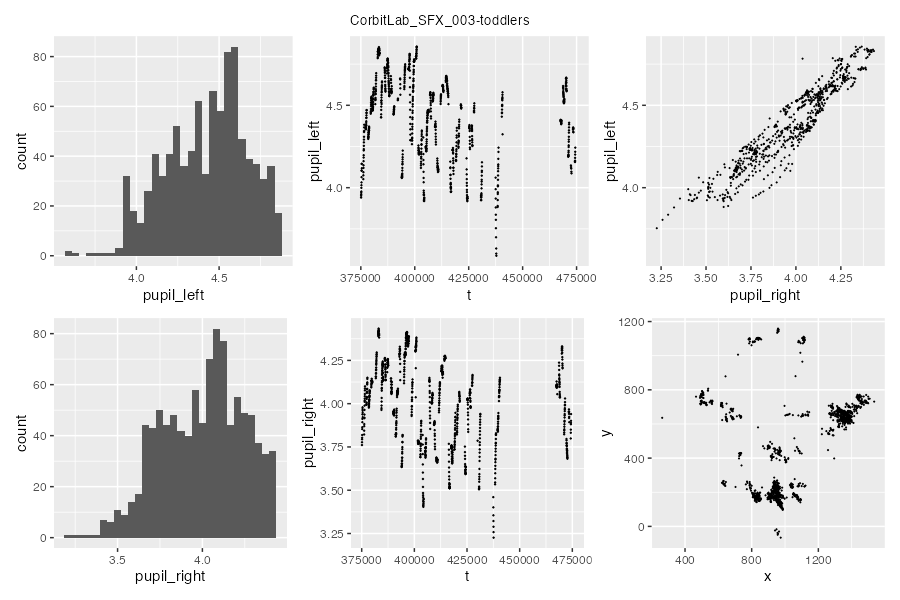 CorbitLab_SFX_003-toddlers
count
80
60
40
20
0
4.0 4.5
pupil_left
pupil_left
4.5
4.0
375000 400000 425000 450000 475000
t
pupil_left
4.5
4.0
3.25 3.50 3.75 4.00 4.25
pupil_right
count
80
60
40
20
0
3.5 4.0
pupil_right
pupil_right
4.25
4.00
3.75
3.50
3.25
375000 400000 425000 450000 475000
t
y
1200
800
400
0
400 800 1200
x